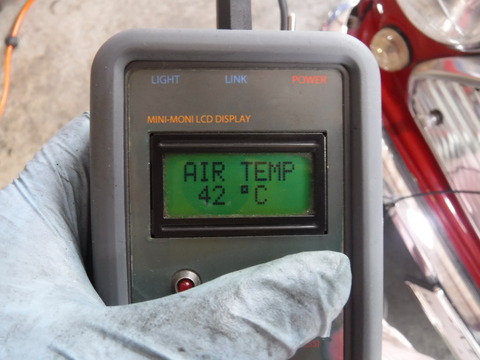 LIGHT LINK POWER
MINI-MONI LCD DISPLAY
AIR TEMP
42 °C